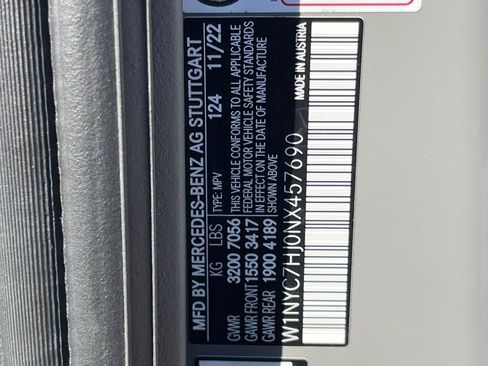 MFD BY MERCEDES-BENZ AG STUTTGART
KG LBS TYPE: MPV 124 11/22
GVWR 3200 7056 THIS VEHICLE CONFORMS TO ALL APPLICABLE
GAWR FRONT 1550 3417 FEDERAL MOTOR VEHICLE SAFETY STANDARDS
GAWR REAR 1900 4189 IN EFFECT ON THE DATE OF MANUFACTURE
SHOWN ABOVE
W1NYC7HJ0NX457690 MADE IN AUSTRIA